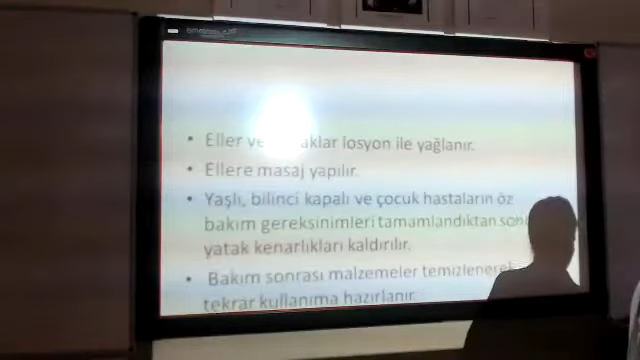 • Eller ve aklar losyon ile yağlanır.
• Ellere masaj yapılır.
• Yaşlı, bilinci kapalı ve çocuk hastaların öz
bakım gereksinimleri tamamlandıktan
yatak kenarlıkları kaldırılır.
• Bakım sonrası malzemeler
tekrar kullanıma hazırlanır